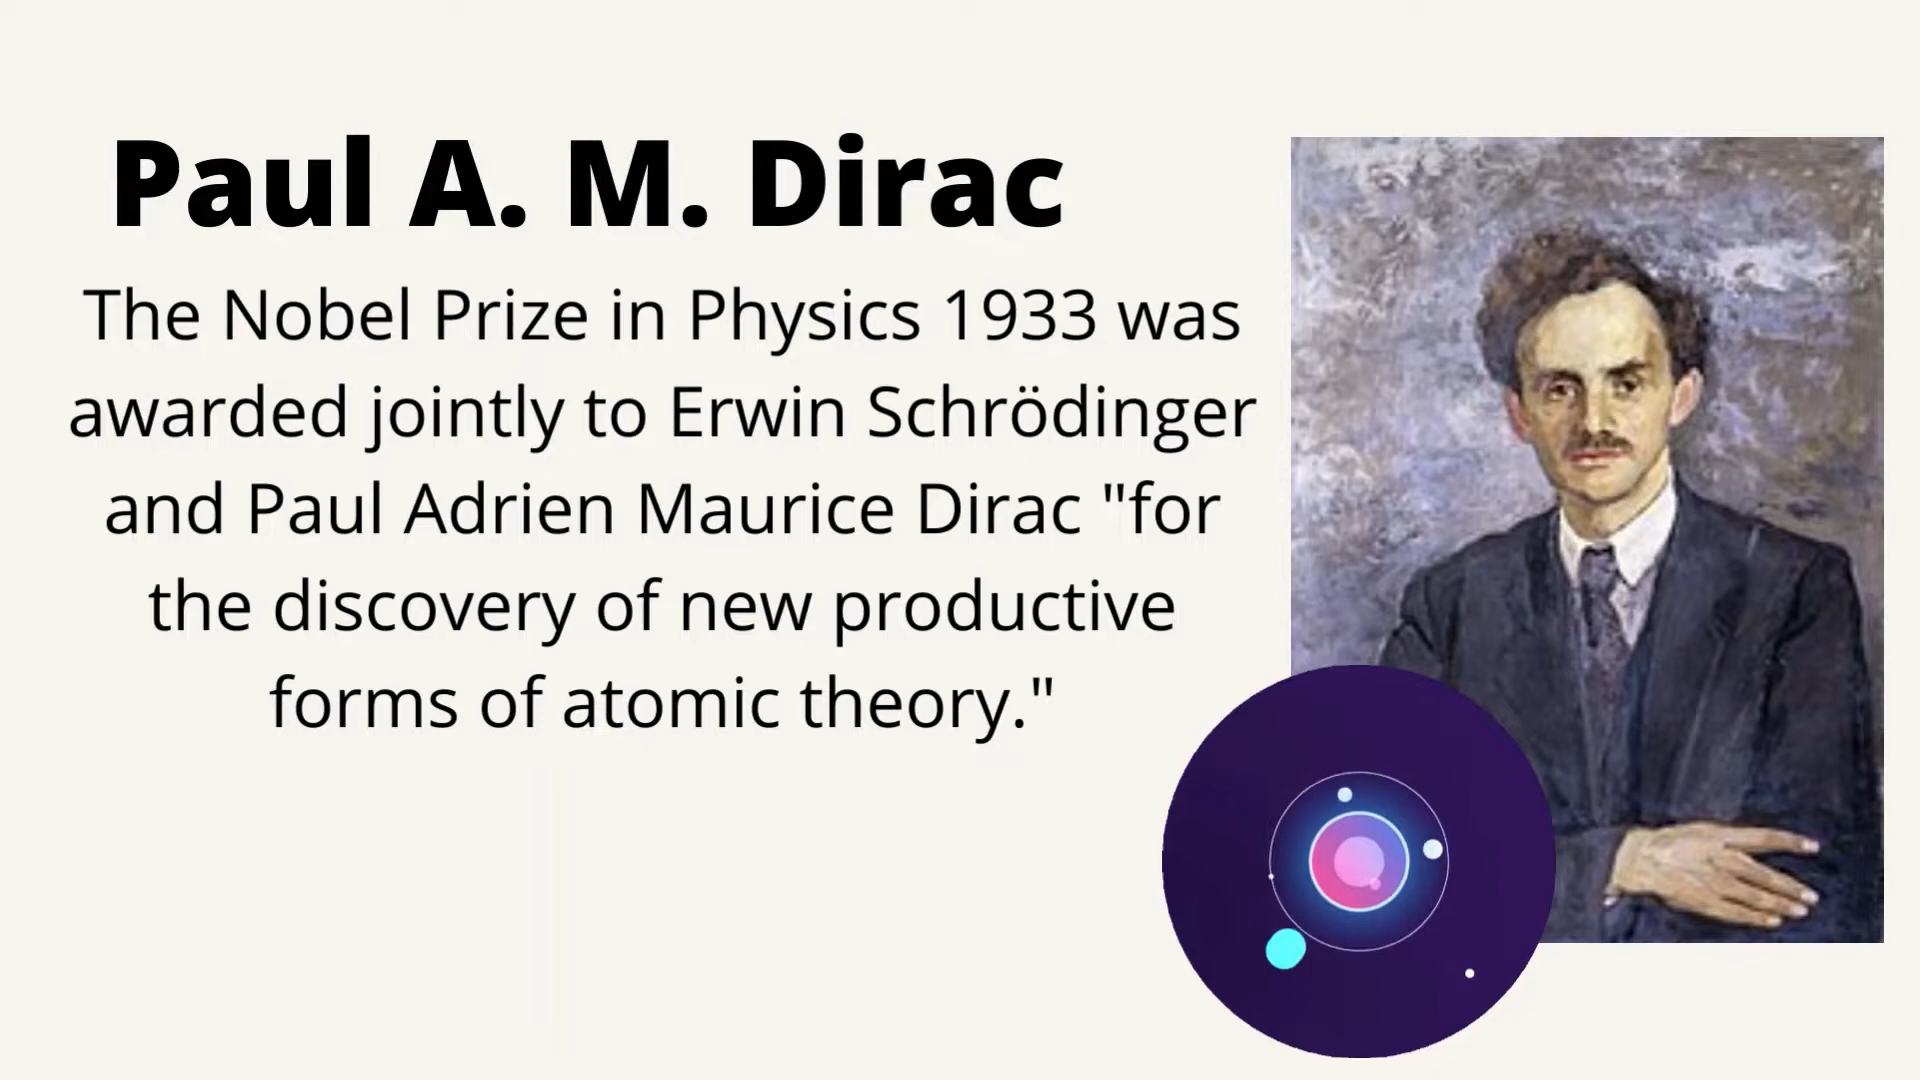 Paul A. M. Dirac
The Nobel Prize in Physics 1933 was
awarded jointly to Erwin Schrödinger
and Paul Adrien Maurice Dirac "for
the discovery of new productive
forms of atomic theory."